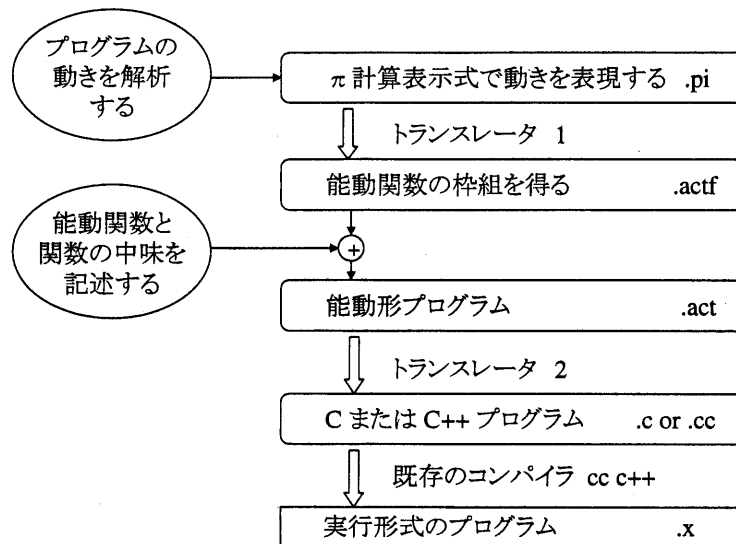 プログラムの
動きを解析
する
π計算表示式で動きを表現する .pi
トランスレータ 1
能動関数の枠組を得る .actf
能動関数と
関数の中味を
記述する
+
能動形プログラム .act
トランスレータ 2
C または C++ プログラム .c or .cc
既存のコンパイラ cc c++
実行形式のプログラム .x